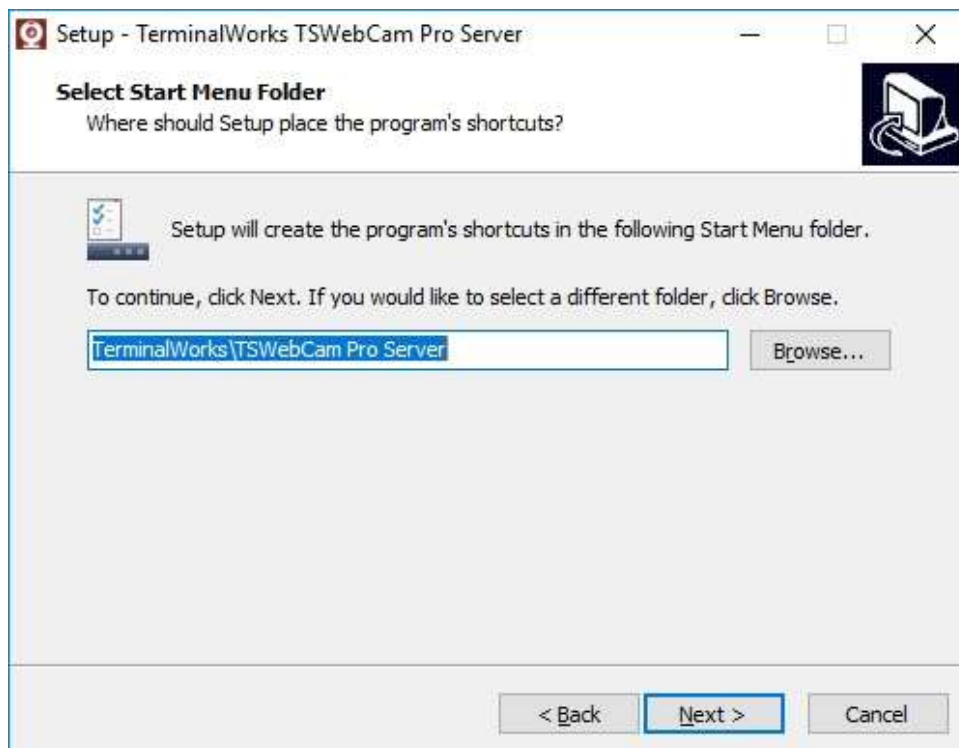 Setup - TerminalWorks TSWebCam Pro Server
Select Start Menu Folder
Where should Setup place the program's shortcuts?
Setup will create the program's shortcuts in the following Start Menu folder.
To continue, click Next. If you would like to select a different folder, click Browse.
TerminalWorks\TSWebCam Pro Server
Browse...
< Back
Next >
Cancel